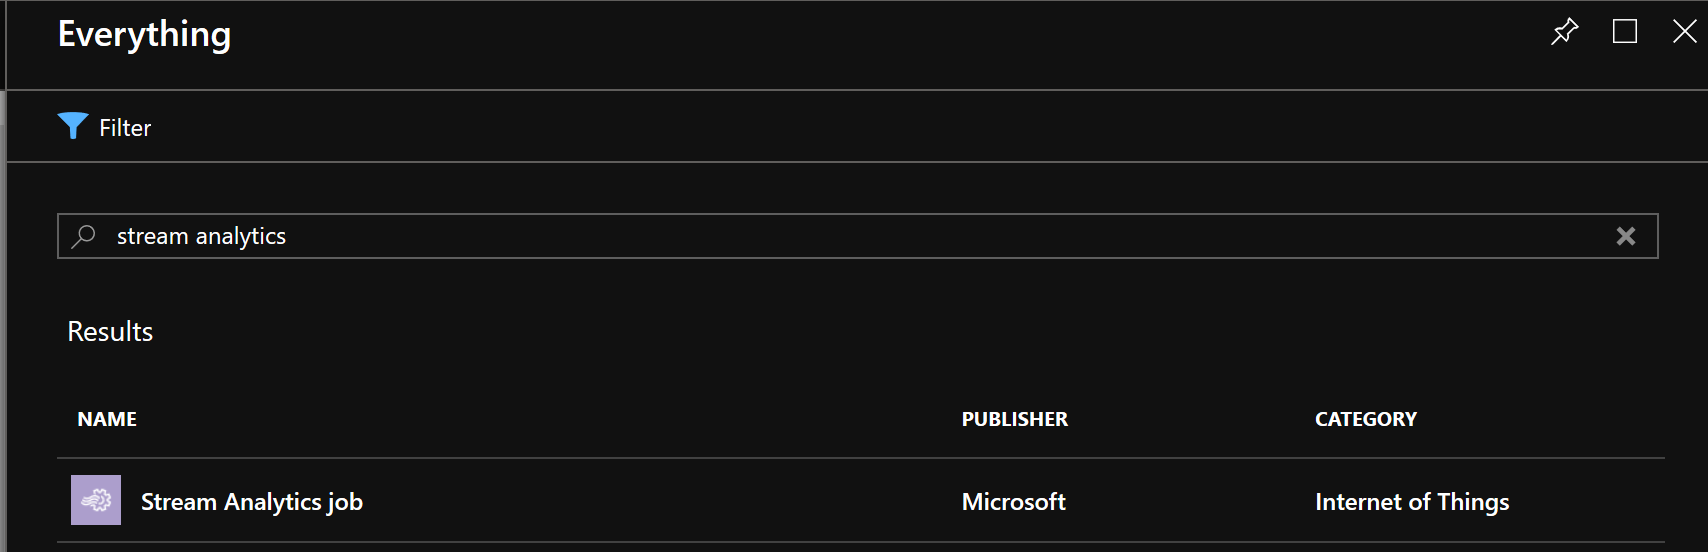 Everything
Filter
stream analytics
Results
NAME PUBLISHER CATEGORY
Stream Analytics job Microsoft Internet of Things